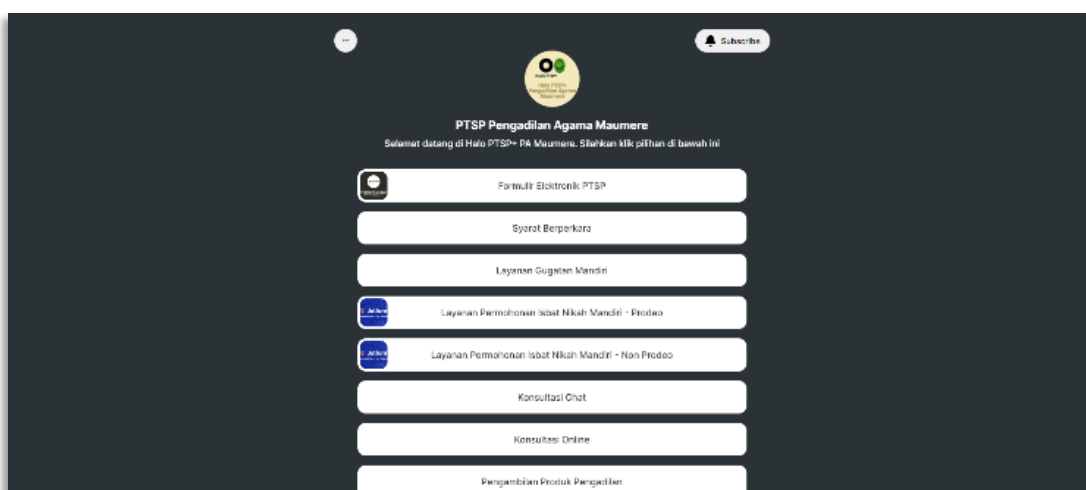 Subscribe
PTSP Pengadilan Agama Maumere
Selamat datang di Halo PTSP+ PA Maumere. Silahkan klik pilihan di bawah ini
Formulir Elektronik PTSP
Syarat Berperkara
Layanan Gugatan Mandiri
Layanan Permohonan Isbat Nikah Mandiri - Prodeo
Layanan Permohonan Isbat Nikah Mandiri - Non Prodeo
Konsultasi Chat
Konsultasi Online
Pengambilan Produk Pengadilan